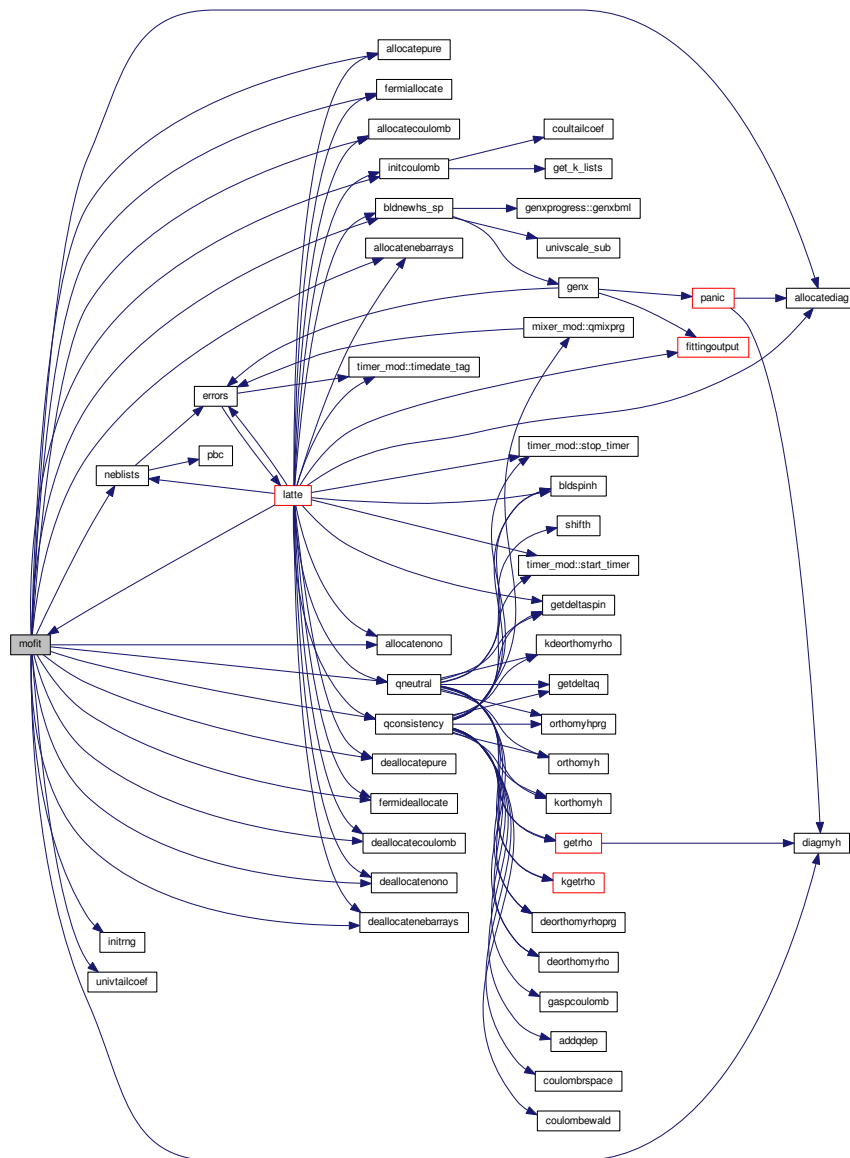 allocatepure
fermiallocate
allocatecoulomb
coultailcoef
initcoulomb
get_k_lists
bldnewhs_sp
genxprogress::genxbml
allocatenebarrays
univscale_sub
genx
panic
allocatediag
mixer_mod::qmixprg
fittingoutput
timer_mod::timedate_tag
errors
timer_mod::stop_timer
pbc
neblists
latte
bldspinh
shifth
timer_mod::start_timer
getdeltaspin
mofit
allocatenono
kdeorthomyrho
qneutral
getdeltaq
qconsistency
orthomyhprg
deallocatepure
orthomyh
fermideallocate
korthomyh
deallocatecoulomb
getrho
diagmyh
deallocatenono
kgetrho
deallocatenebarrays
deorthomyrhoprg
initrng
deorthomyrho
univtailcoef
gaspcoulomb
addqdep
coulombrspace
coulombewald